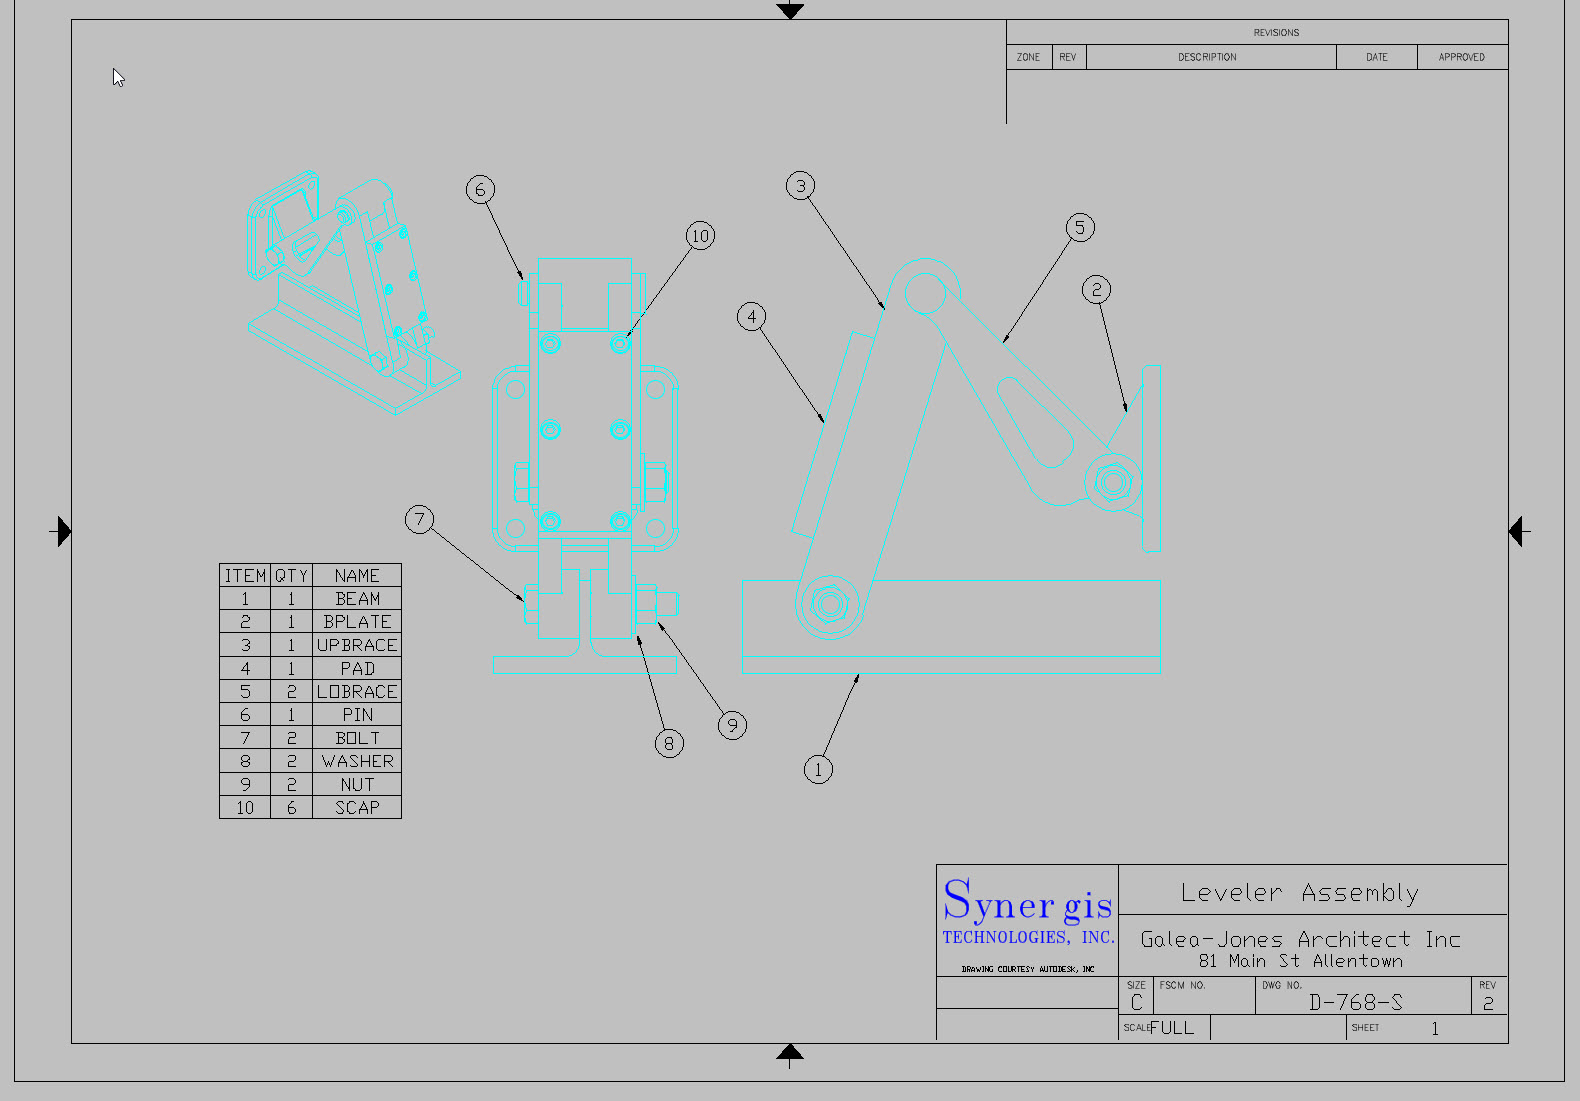 REVISIONS
ZONE REV DESCRIPTION DATE APPROVED
6
3
10
5
2
4
7
9
8
1
ITEM QTY NAME
1 1 BEAM
2 1 BPLATE
3 1 UPBRACE
4 1 PAD
5 2 LOBRACE
6 1 PIN
7 2 BOLT
8 2 WASHER
9 2 NUT
10 6 SCAP
Synergis
TECHNOLOGIES, INC.
DRAWING COURTESY AUTODESK, INC
Leveler Assembly
Galea-Jones Architect Inc
81 Main St Allentown
SIZE FSCM NO. DWG NO. REV
C D-768-S 2
SCALE FULL SHEET 1